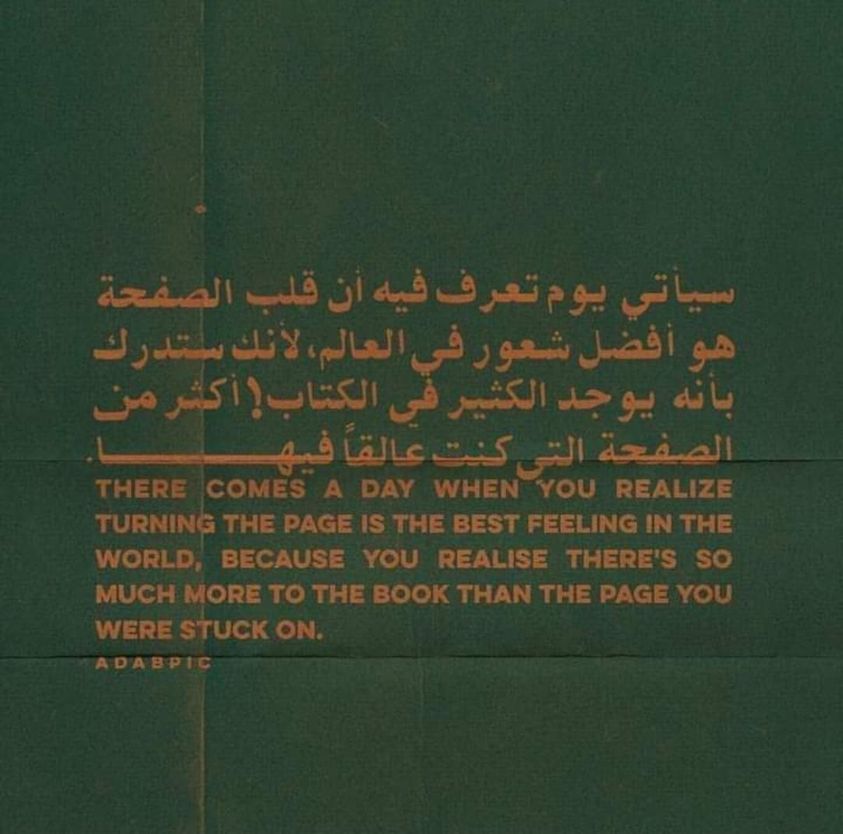 سيأتي يوم تعرف فيه أن قلب الصفحة
هو أفضل شعور في العالم، لأنك ستدرك
بأنه يوجد الكثير في الكتاب! أكثر من
الصفحة التي كنت عالقاً فيهــــــــــا.
THERE COMES A DAY WHEN YOU REALIZE
TURNING THE PAGE IS THE BEST FEELING IN THE
WORLD, BECAUSE YOU REALISE THERE'S SO
MUCH MORE TO THE BOOK THAN THE PAGE YOU
WERE STUCK ON.
ADABPIC